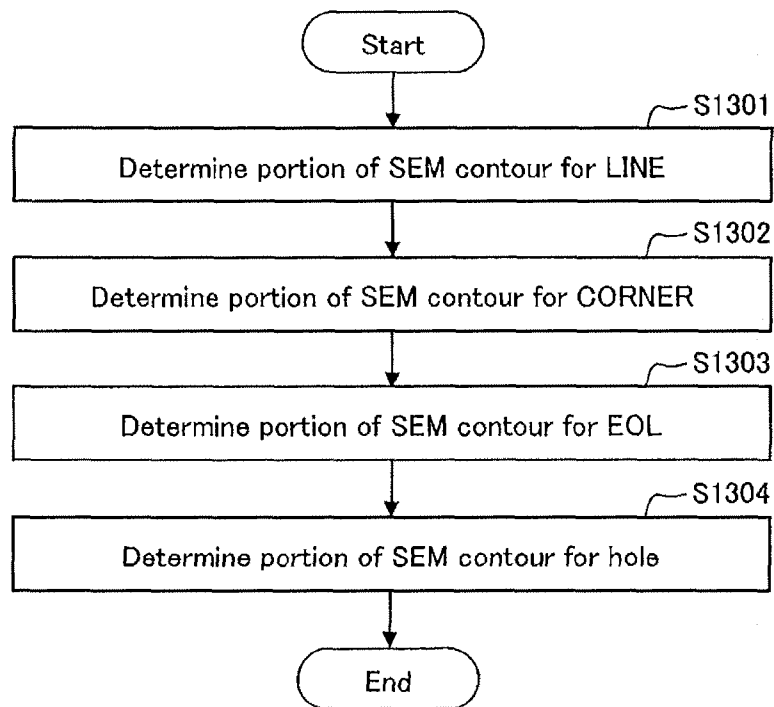 Start
S1301
Determine portion of SEM contour for LINE
S1302
Determine portion of SEM contour for CORNER
S1303
Determine portion of SEM contour for EOL
S1304
Determine portion of SEM contour for hole
End